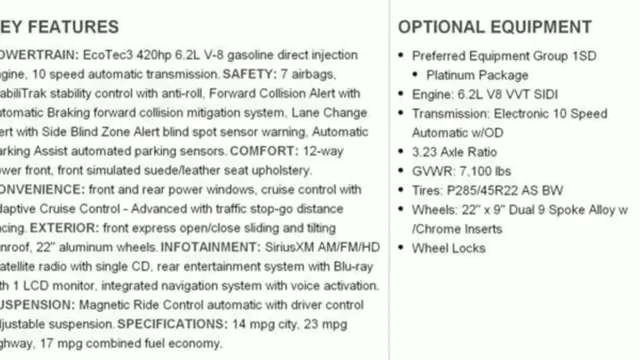 EY FEATURES
OWERTRAIN: EcoTec3 420hp 6.2L V-8 gasoline direct injection
ngine, 10 speed automatic transmission. SAFETY: 7 airbags,
abiliTrak stability control with anti-roll, Forward Collision Alert with
utomatic Braking forward collision mitigation system, Lane Change
ert with Side Blind Zone Alert blind spot sensor warning, Automatic
arking Assist automated parking sensors. COMFORT: 12-way
ower front, front simulated suede/leather seat upholstery.
ONVENIENCE: front and rear power windows, cruise control with
daptive Cruise Control - Advanced with traffic stop-go distance
acing. EXTERIOR: front express open/close sliding and tilting
unroof, 22" aluminum wheels. INFOTAINMENT: SiriusXM AM/FM/HD
atellite radio with single CD, rear entertainment system with Blu-ray
ith 1 LCD monitor, integrated navigation system with voice activation.
USPENSION: Magnetic Ride Control automatic with driver control
djustable suspension. SPECIFICATIONS: 14 mpg city, 23 mpg
ghway, 17 mpg combined fuel economy,
OPTIONAL EQUIPMENT
• Preferred Equipment Group 1SD
• Platinum Package
• Engine: 6.2L V8 VVT SIDI
• Transmission: Electronic 10 Speed
Automatic w/OD
• 3.23 Axle Ratio
• GVWR: 7,100 lbs
• Tires: P285/45R22 AS BW
• Wheels: 22" x 9" Dual 9 Spoke Alloy w
/Chrome Inserts
• Wheel Locks